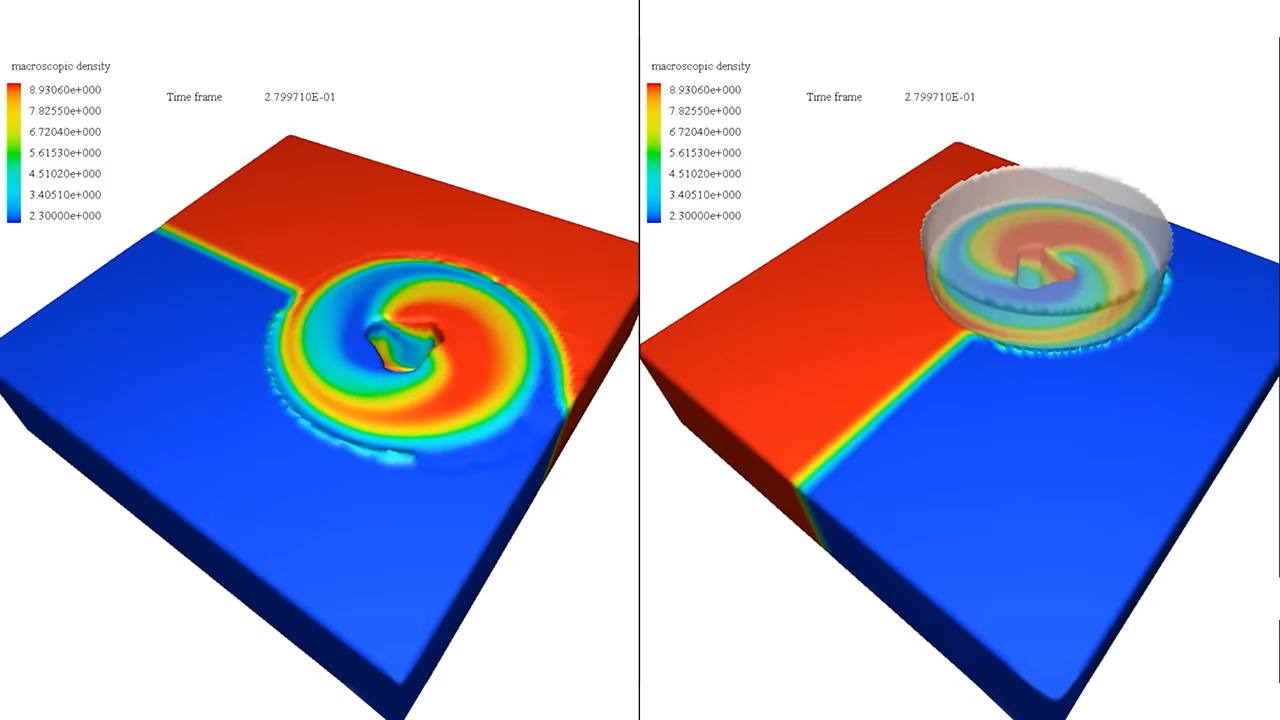 macroscopic density
8.93060e+000
7.82550e+000
6.72040e+000
5.61530e+000
4.51020e+000
3.40510e+000
2.30000e+000
Time frame 2.799710E-01
macroscopic density
8.93060e+000
7.82550e+000
6.72040e+000
5.61530e+000
4.51020e+000
3.40510e+000
2.30000e+000
Time frame 2.799710E-01